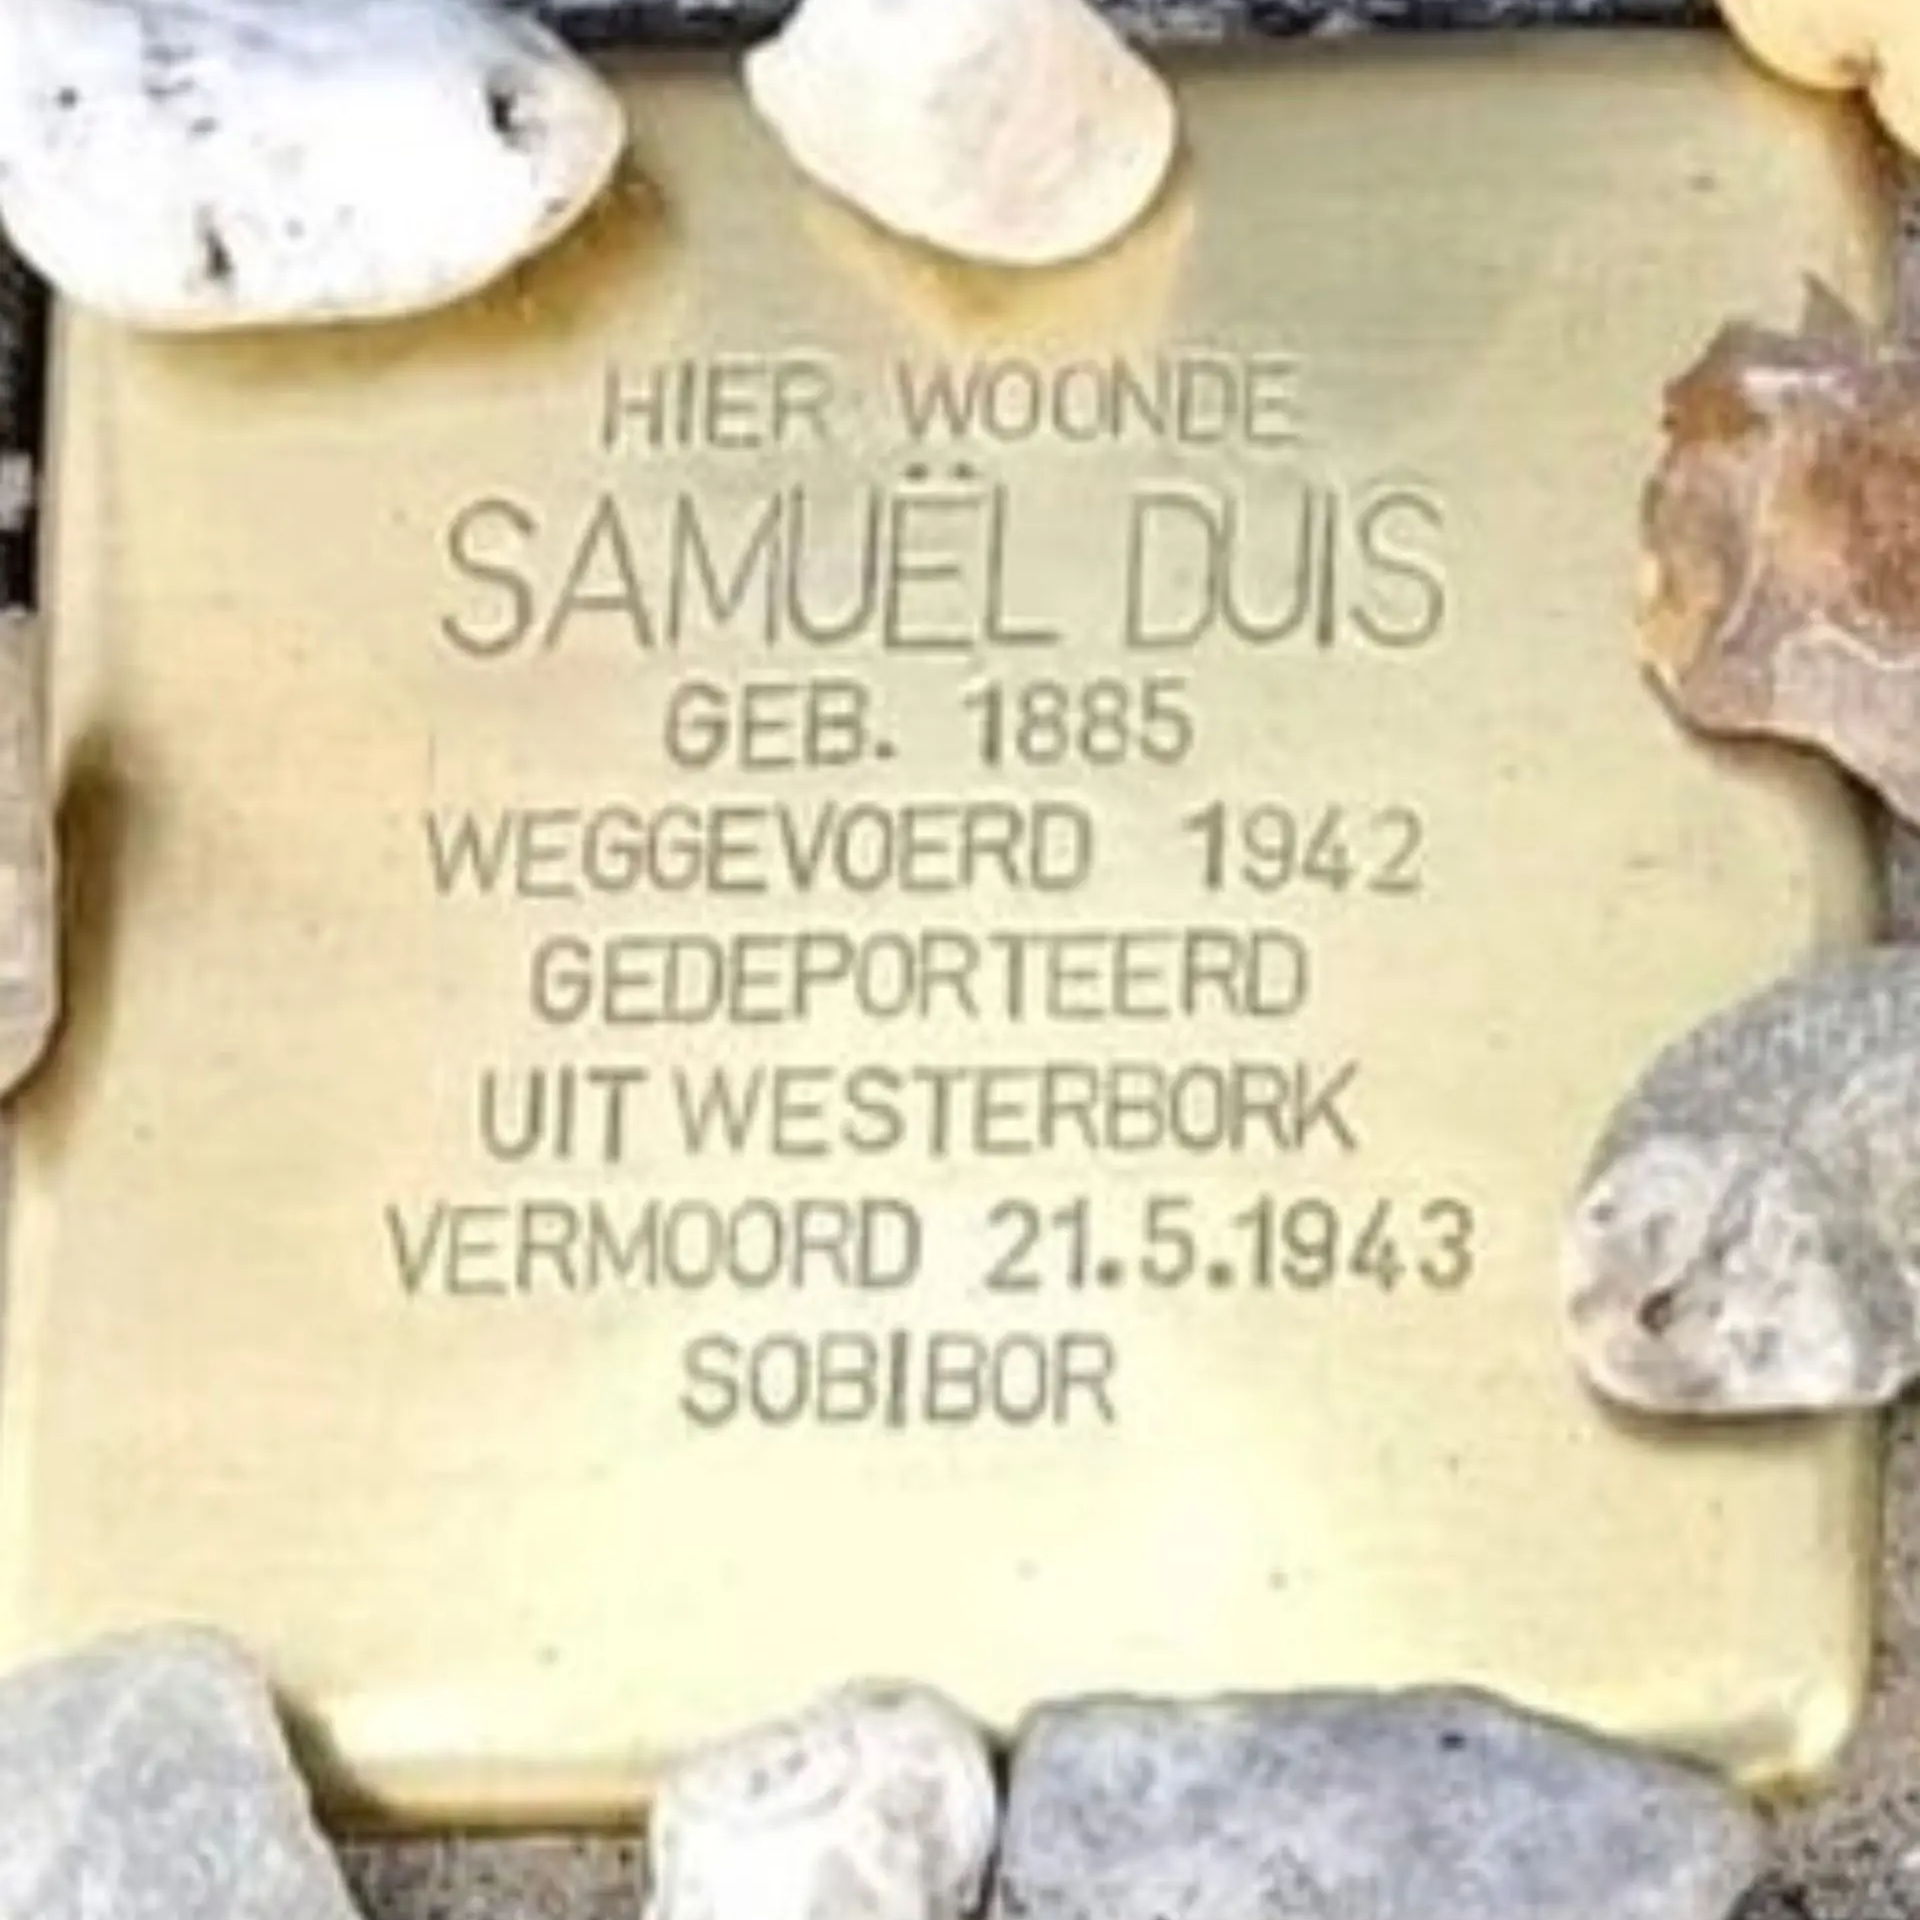 HIER WOONDE
SAMUËL DUIS
GEB. 1885
WEGGEVOERD 1942
GEDEPORTEERD
UIT WESTERBORK
VERMOORD 21.5.1943
SOBIBOR